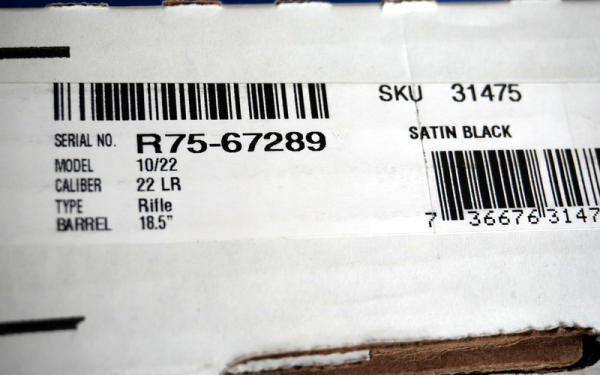 SKU 31475
SERIAL NO. R75-67289
SATIN BLACK
MODEL 10/22
CALIBER 22 LR
TYPE Rifle
BARREL 18.5"
7 36676 3147